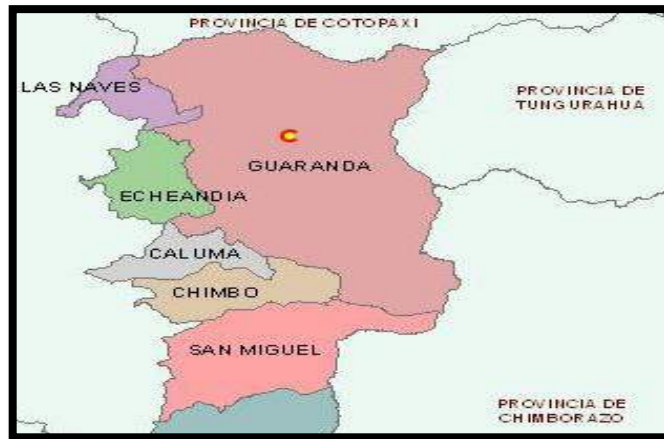 PROVINCIA DE COTOPAXI
LAS NAVES
PROVINCIA DE
TUNGURAHUA
C
GUARANDA
ECHEANDIA
CALUMA
CHIMBO
SAN MIGUEL
PROVINCIA DE
CHIMBORAZO